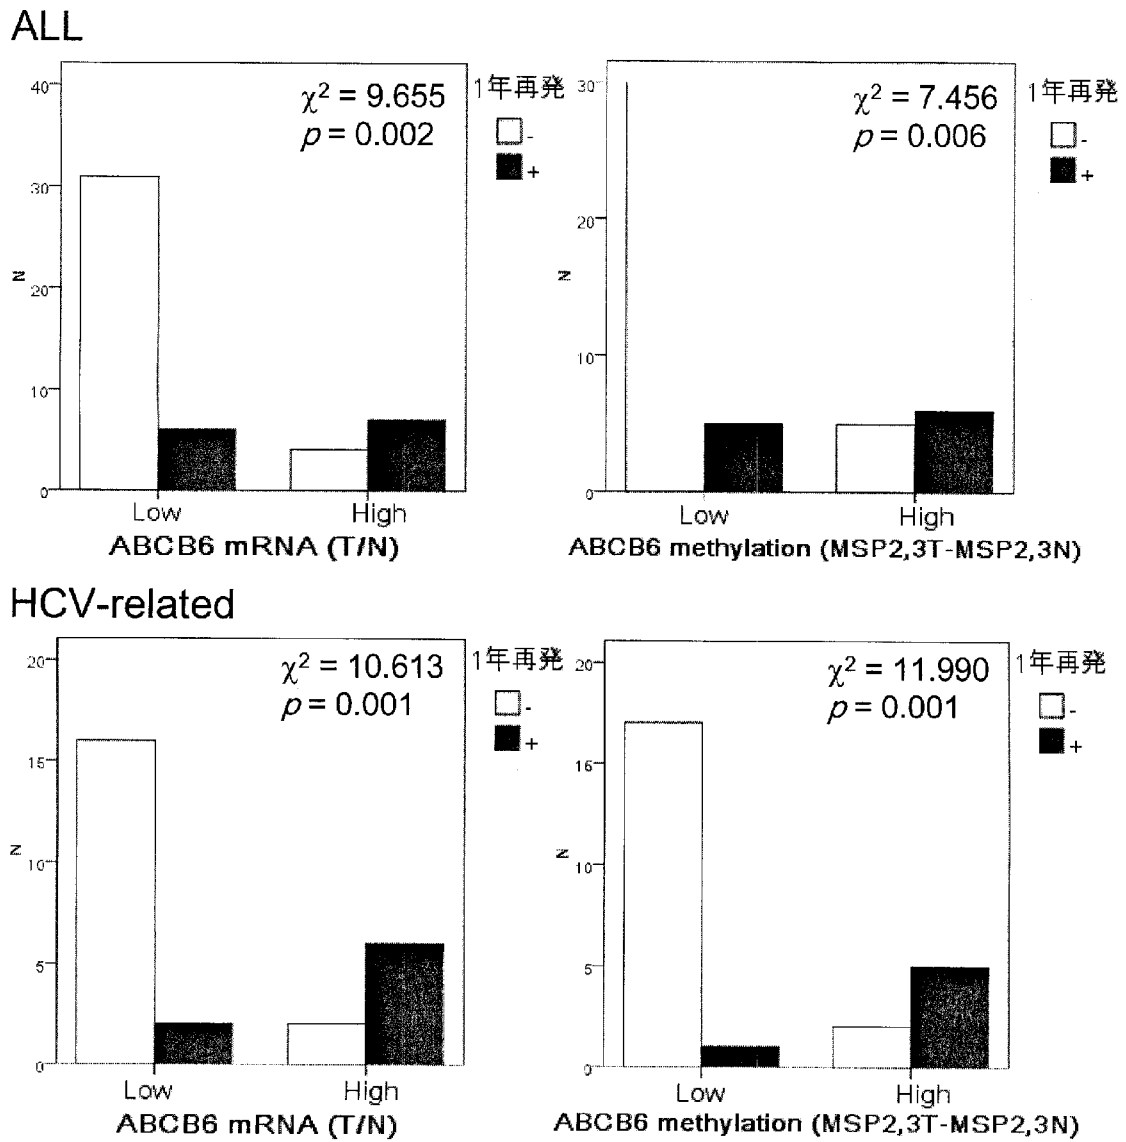 ALL
40
30
20
10
0
N
χ² = 9.655
p = 0.002
1年再発
-
+
Low
High
ABCB6 mRNA (T/N)
30
20
10
0
N
χ² = 7.456
p = 0.006
1年再発
-
+
Low
High
ABCB6 methylation (MSP2,3T-MSP2,3N)
HCV-related
20
15
10
5
0
N
χ² = 10.613
p = 0.001
1年再発
-
+
Low
High
ABCB6 mRNA (T/N)
20
16
10
5
0
N
χ² = 11.990
p = 0.001
1年再発
-
+
Low
High
ABCB6 methylation (MSP2,3T-MSP2,3N)